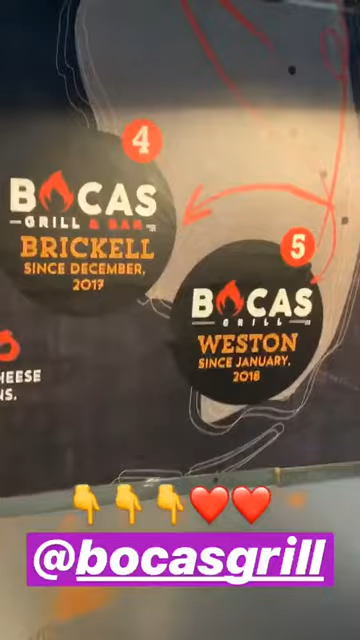 4
BOCAS
GRILL & BAR
BRICKELL
SINCE DECEMBER,
2017
5
BOCAS
GRILL
WESTON
SINCE JANUARY,
2018
HEESE
NS.
👇👇👇❤️❤️
@bocasgrill